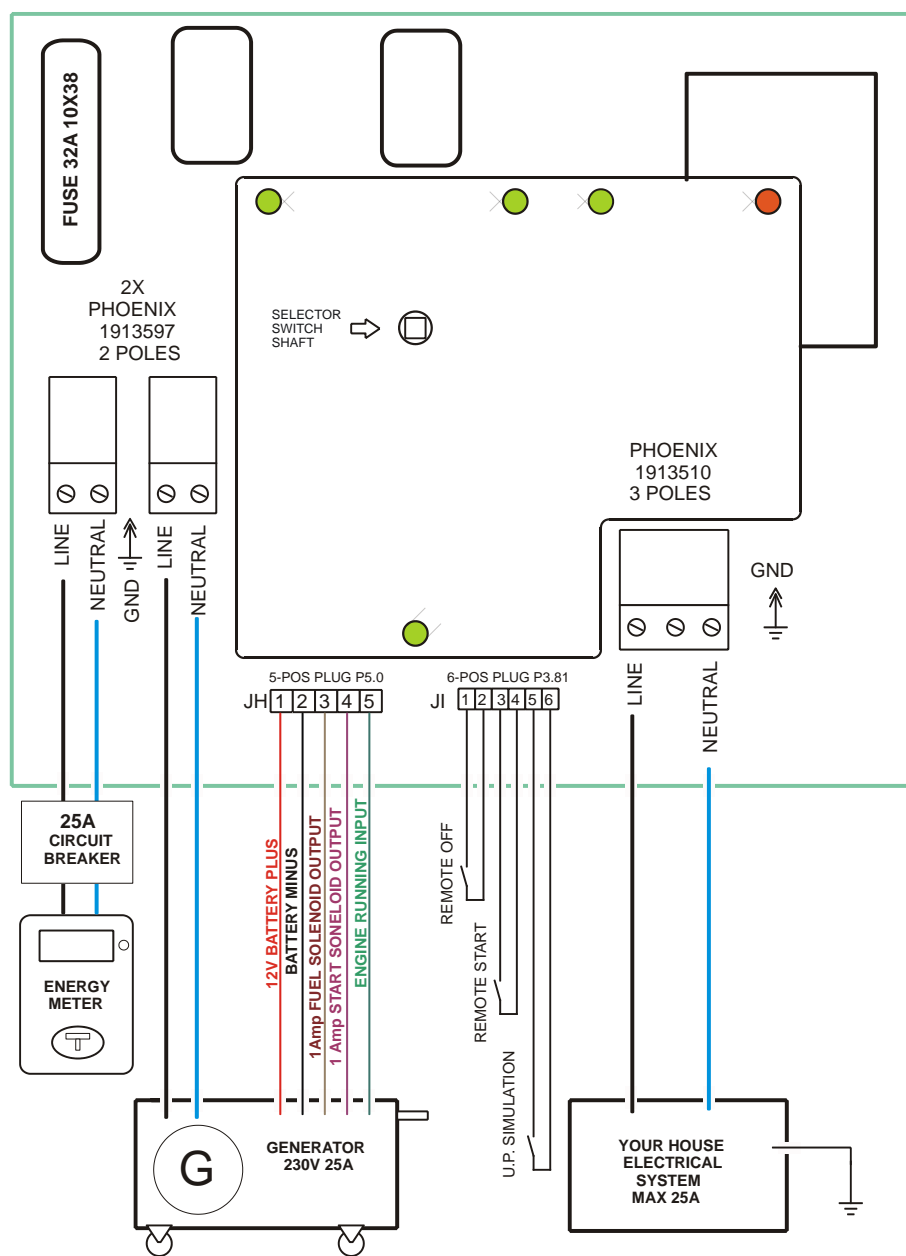 FUSE 32A 10X38
2X
PHOENIX
1913597
2 POLES
SELECTOR
SWITCH
SHAFT
PHOENIX
1913510
3 POLES
LINE
NEUTRAL
GND
LINE
NEUTRAL
GND
LINE
NEUTRAL
5-POS PLUG P5.0
JH 1 2 3 4 5
6-POS PLUG P3.81
JI 1 2 3 4 5 6
25A
CIRCUIT
BREAKER
12V BATTERY PLUS
BATTERY MINUS
1Amp FUEL SOLENOID OUTPUT
1 Amp START SONELOID OUTPUT
ENGINE RUNNING INPUT
REMOTE OFF
REMOTE START
U.P. SIMULATION
ENERGY
METER
G
GENERATOR
230V 25A
YOUR HOUSE
ELECTRICAL
SYSTEM
MAX 25A